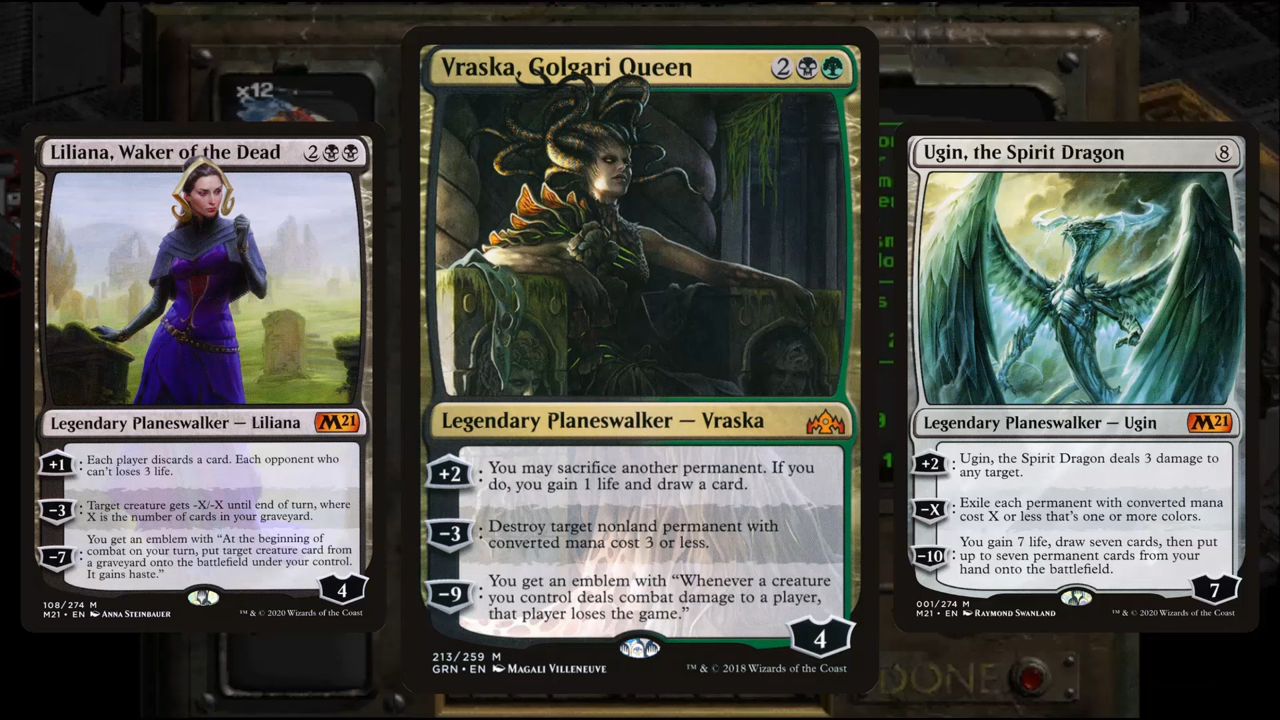 x12
Liliana, Waker of the Dead 2
Legendary Planeswalker — Liliana M21
+1 : Each player discards a card. Each opponent who
can't loses 3 life.
−3 : Target creature gets -X/-X until end of turn, where
X is the number of cards in your graveyard.
You get an emblem with “At the beginning of
−7 : combat on your turn, put target creature card from
a graveyard onto the battlefield under your control.
It gains haste.”
4
108/274 M
M21 • EN Anna Steinbauer
™ & © 2020 Wizards of the Coast
Vraska, Golgari Queen 2
Legendary Planeswalker — Vraska
+2 : You may sacrifice another permanent. If you
do, you gain 1 life and draw a card.
−3 : Destroy target nonland permanent with
converted mana cost 3 or less.
You get an emblem with “Whenever a creature
−9 : you control deals combat damage to a player,
that player loses the game.”
4
213/259 M
GRN • EN Magali Villeneuve
™ & © 2018 Wizards of the Coast
Ugin, the Spirit Dragon 8
Legendary Planeswalker — Ugin M21
+2 : Ugin, the Spirit Dragon deals 3 damage to
any target.
−X : Exile each permanent with converted mana
cost X or less that's one or more colors.
You gain 7 life, draw seven cards, then put
−10 : up to seven permanent cards from your
hand onto the battlefield.
7
001/274 M
M21 • EN Raymond Swanland
™ & © 2020 Wizards of the Coast
DONE